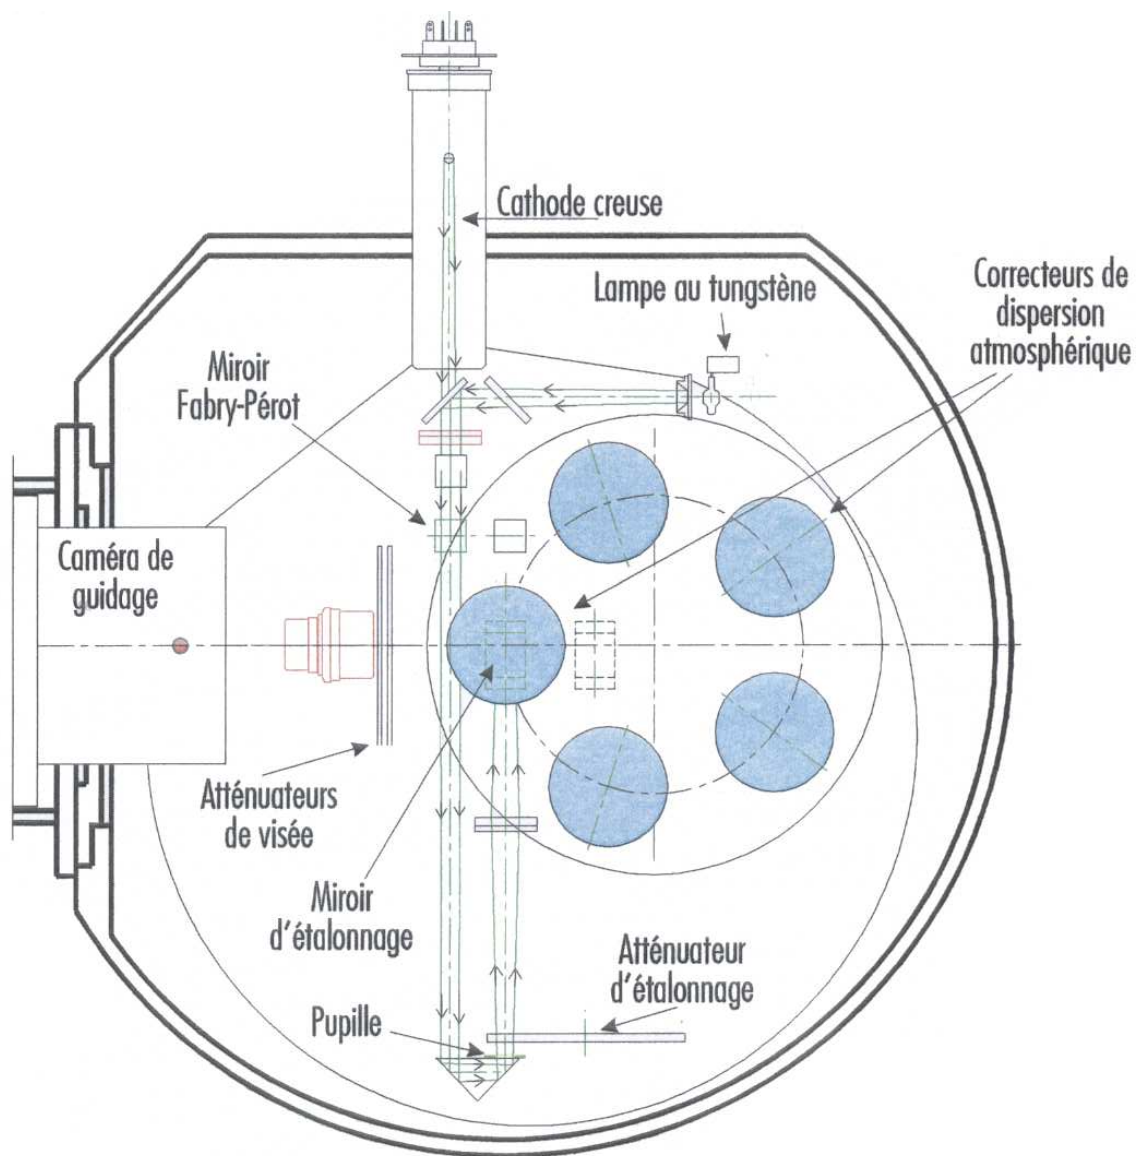 Cathode creuse
Lampe au tungstène
Correcteurs de
dispersion
atmosphérique
Miroir
Fabry-Pérot
Caméra de
guidage
Atténuateurs
de visée
Miroir
d'étalonnage
Atténuateur
d'étalonnage
Pupille